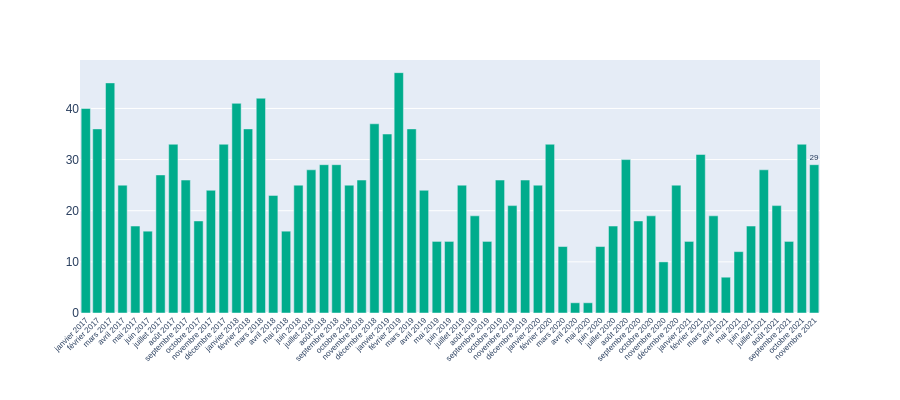 40
30
20
10
0
29
janvier 2017
février 2017
mars 2017
avril 2017
mai 2017
juin 2017
juillet 2017
août 2017
septembre 2017
octobre 2017
novembre 2017
décembre 2017
janvier 2018
février 2018
mars 2018
avril 2018
mai 2018
juin 2018
juillet 2018
août 2018
septembre 2018
octobre 2018
novembre 2018
décembre 2018
janvier 2019
février 2019
mars 2019
avril 2019
mai 2019
juin 2019
juillet 2019
août 2019
septembre 2019
octobre 2019
novembre 2019
décembre 2019
janvier 2020
février 2020
mars 2020
avril 2020
mai 2020
juin 2020
juillet 2020
août 2020
septembre 2020
octobre 2020
novembre 2020
décembre 2020
janvier 2021
février 2021
mars 2021
avril 2021
mai 2021
juin 2021
juillet 2021
août 2021
septembre 2021
octobre 2021
novembre 2021